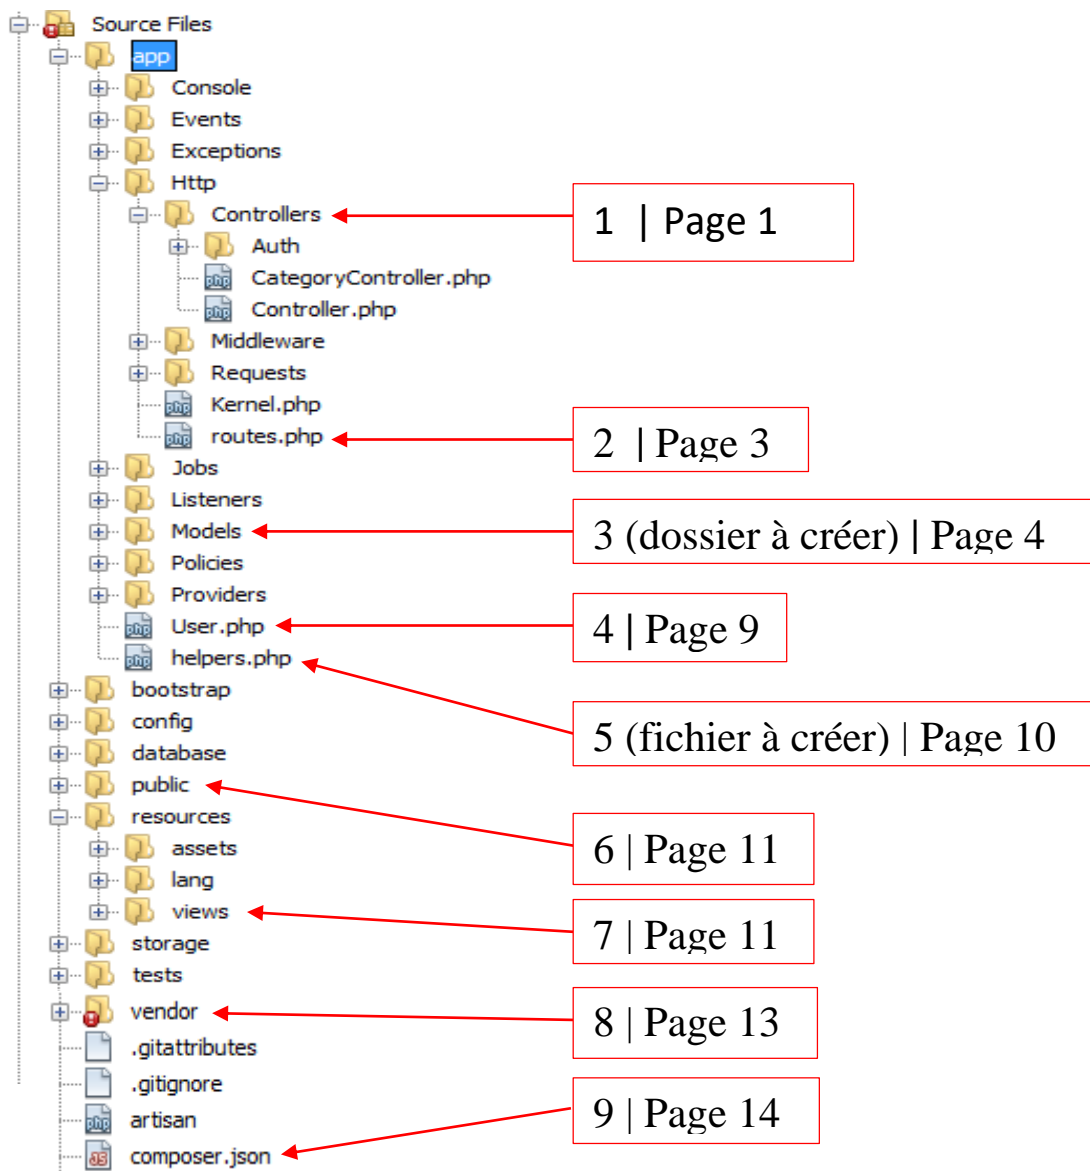 Source Files
app
Console
Events
Exceptions
Http
Controllers
1 | Page 1
Auth
CategoryController.php
Controller.php
Middleware
Requests
Kernel.php
routes.php
2 | Page 3
Jobs
Listeners
Models
3 (dossier à créer) | Page 4
Policies
Providers
User.php
4 | Page 9
helpers.php
bootstrap
config
5 (fichier à créer) | Page 10
database
public
resources
assets
6 | Page 11
lang
views
7 | Page 11
storage
tests
vendor
8 | Page 13
.gitattributes
.gitignore
artisan
9 | Page 14
composer.json